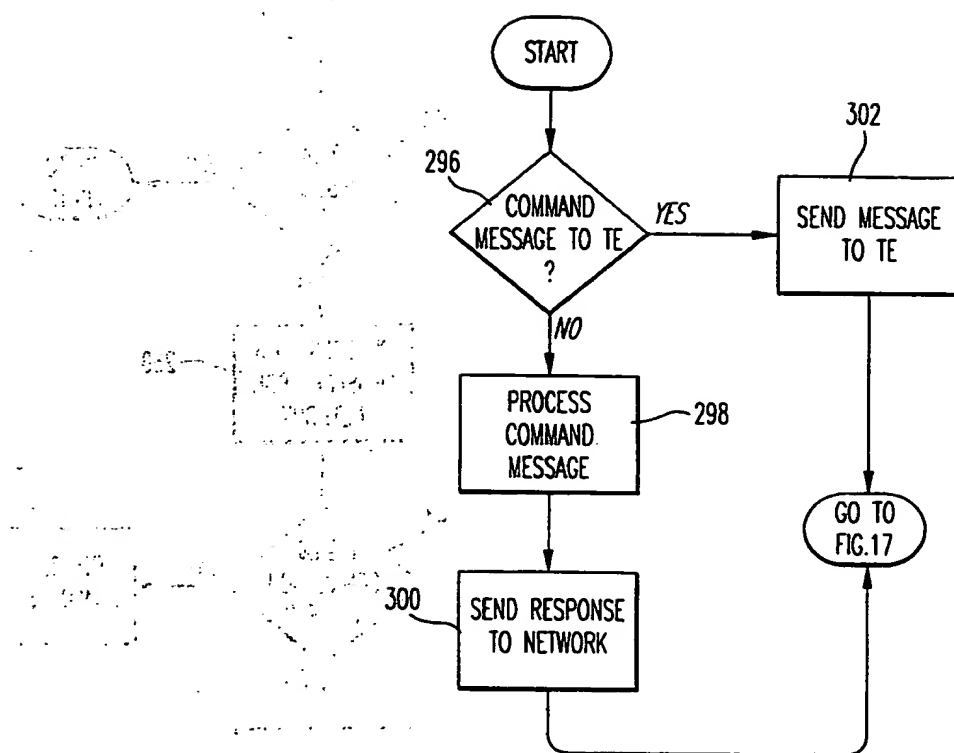 START
302
296
COMMAND
MESSAGE TO TE
?
YES
SEND MESSAGE
TO TE
NO
PROCESS
COMMAND
MESSAGE
298
GO TO
FIG.17
300
SEND RESPONSE
TO NETWORK